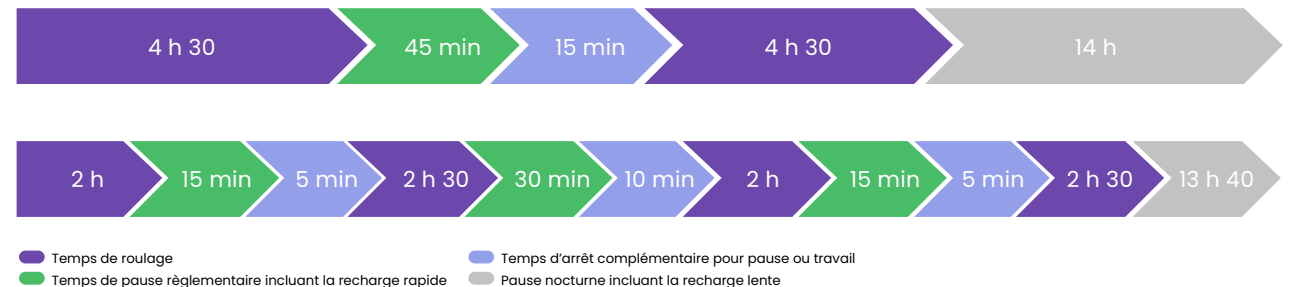 4 h 30 45 min 15 min 4 h 30 14 h
2 h 15 min 5 min 2 h 30 30 min 10 min 2 h 15 min 5 min 2 h 30 13 h 40
Temps de roulage Temps d’arrêt complémentaire pour pause ou travail
Temps de pause règlementaire incluant la recharge rapide Pause nocturne incluant la recharge lente